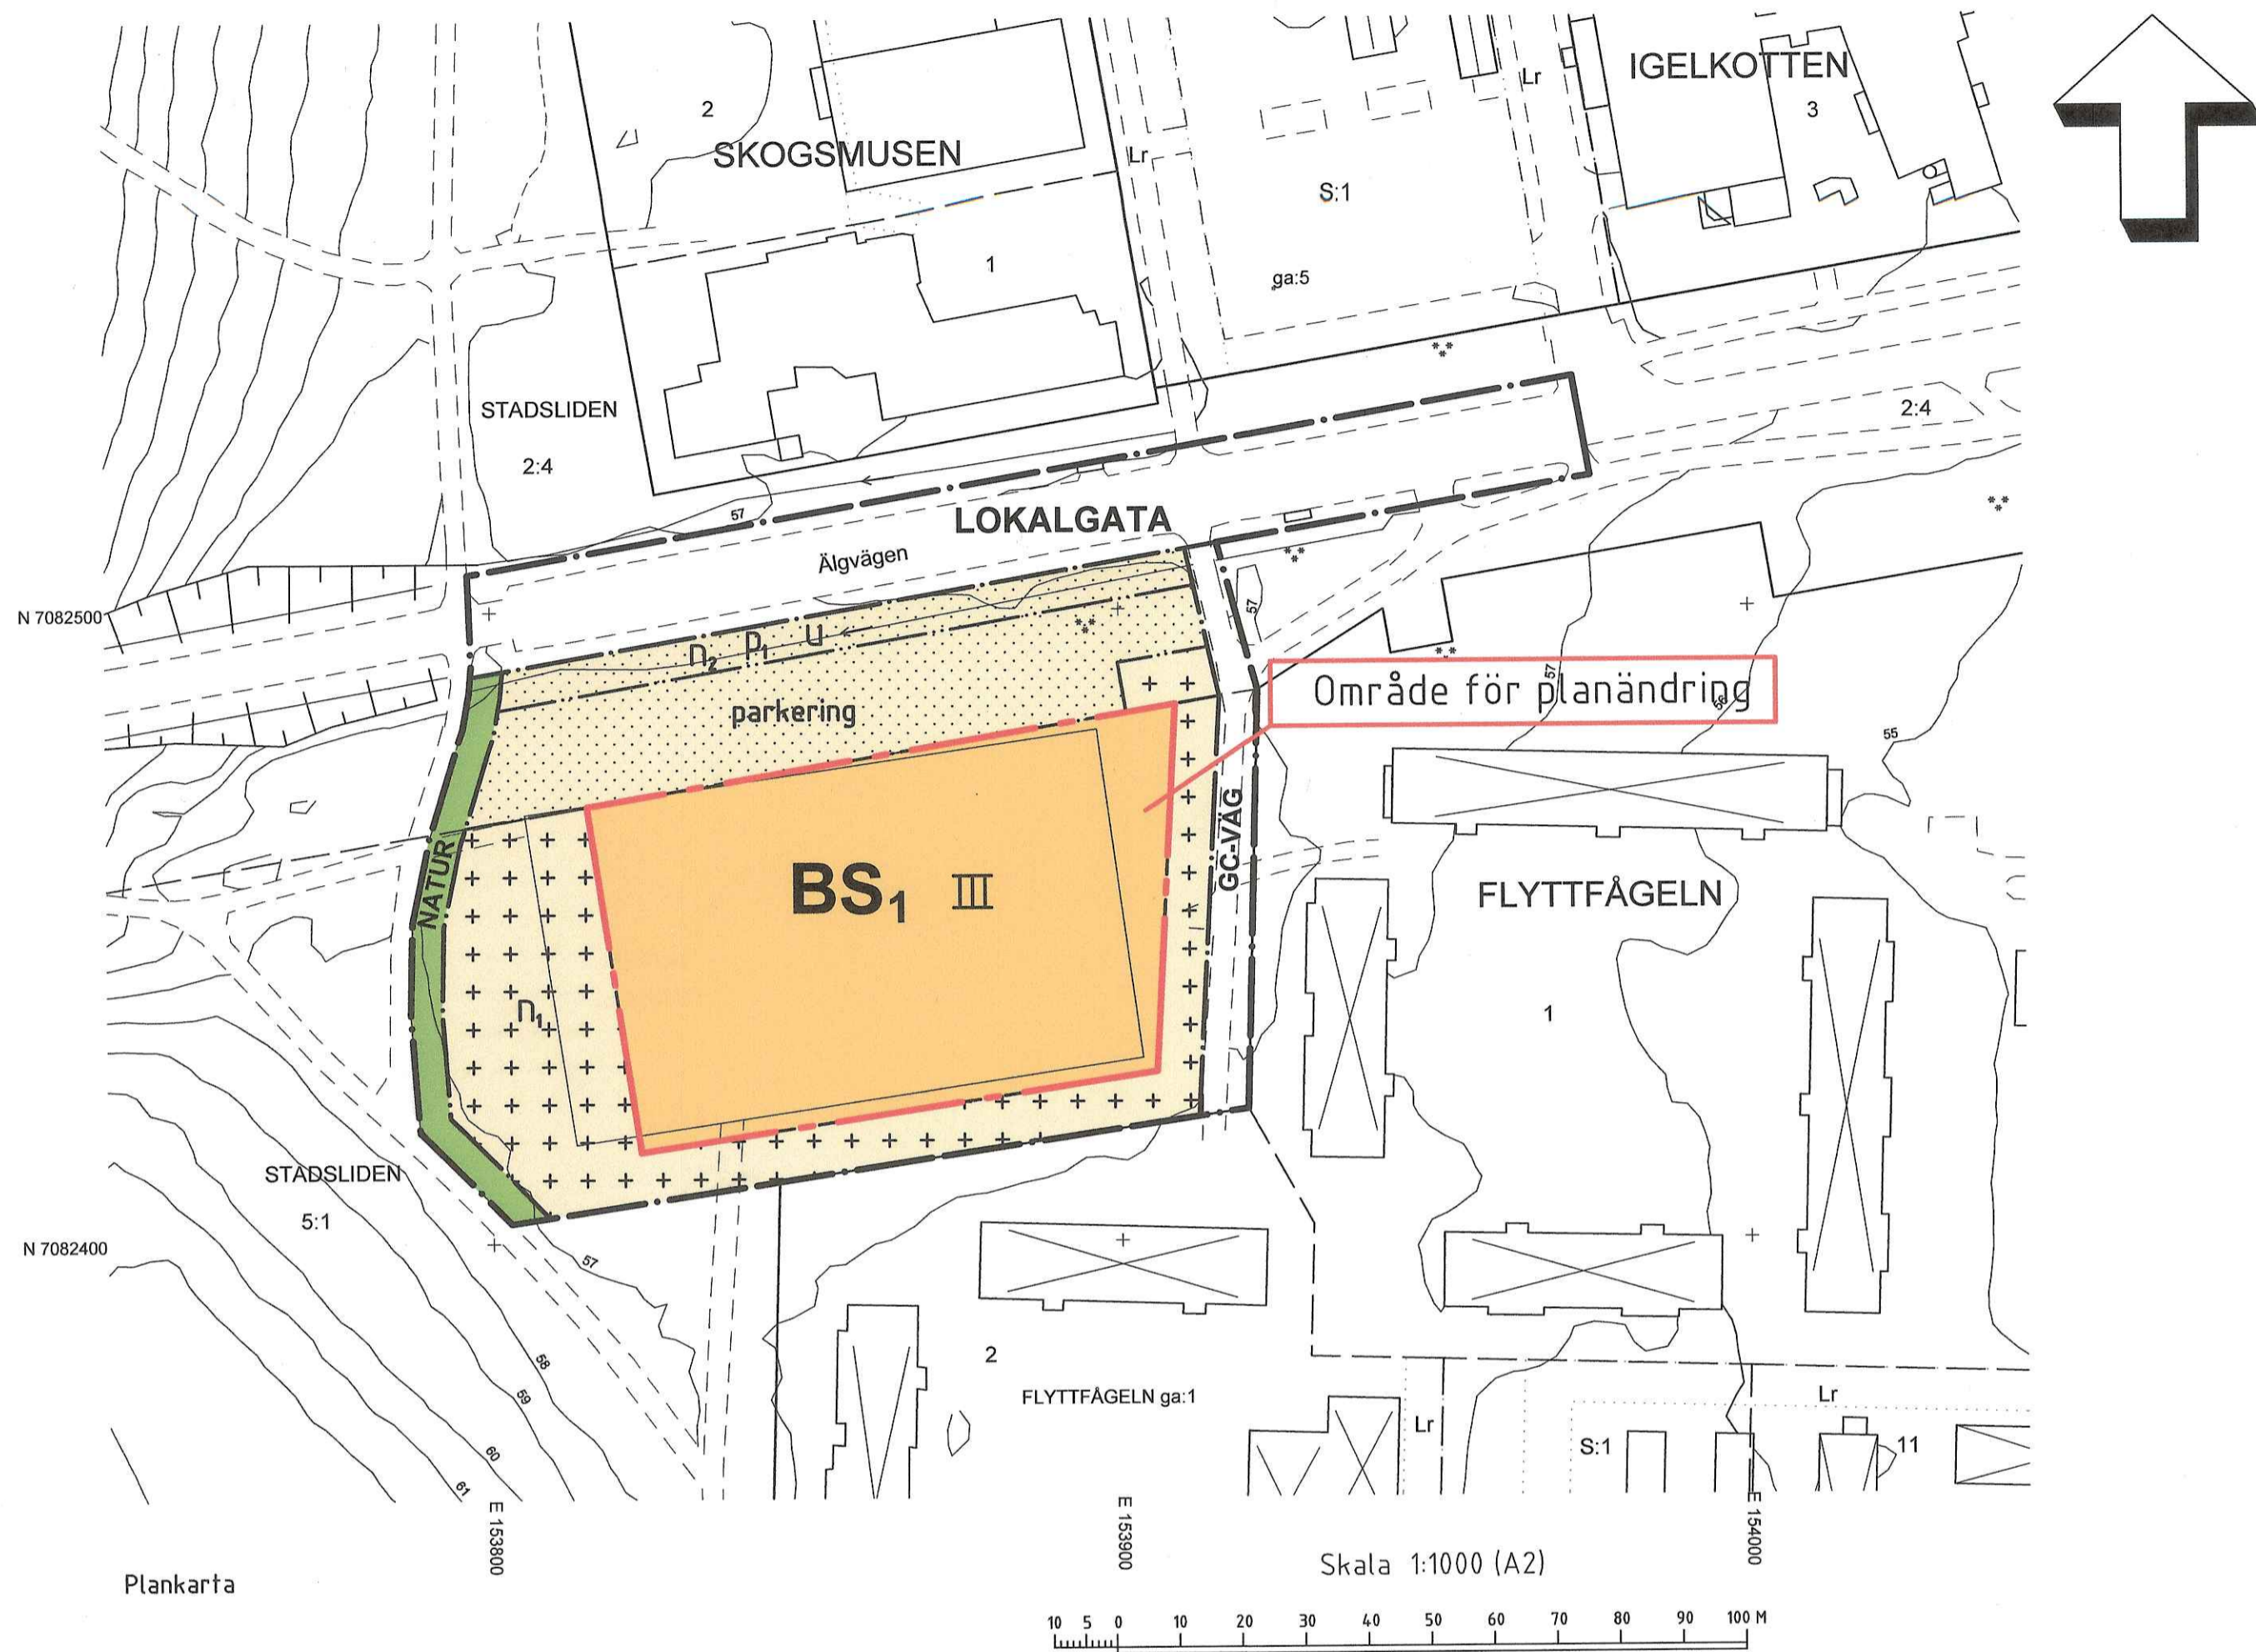 IGELKOTTEN
3
Lr
2
SKOGSMUSEN
Lr
S:1
1
ga:5
STADSLIDEN
2:4
2:4
57
LOKALGATA
Älgvägen
N 7082500
57
n₂ p₁ u
parkering
Område för planändring
57
56
55
NATUR
BS₁ III
GC-VÄG
FLYTTFÅGELN
n₁
1
STADSLIDEN
5:1
N 7082400
57
58
59
60
61
2
FLYTTFÅGELN ga:1
Lr
Lr
S:1
11
E 153800
E 153900
E 154000
Plankarta
Skala 1:1000 (A2)
10 5 0 10 20 30 40 50 60 70 80 90 100 M